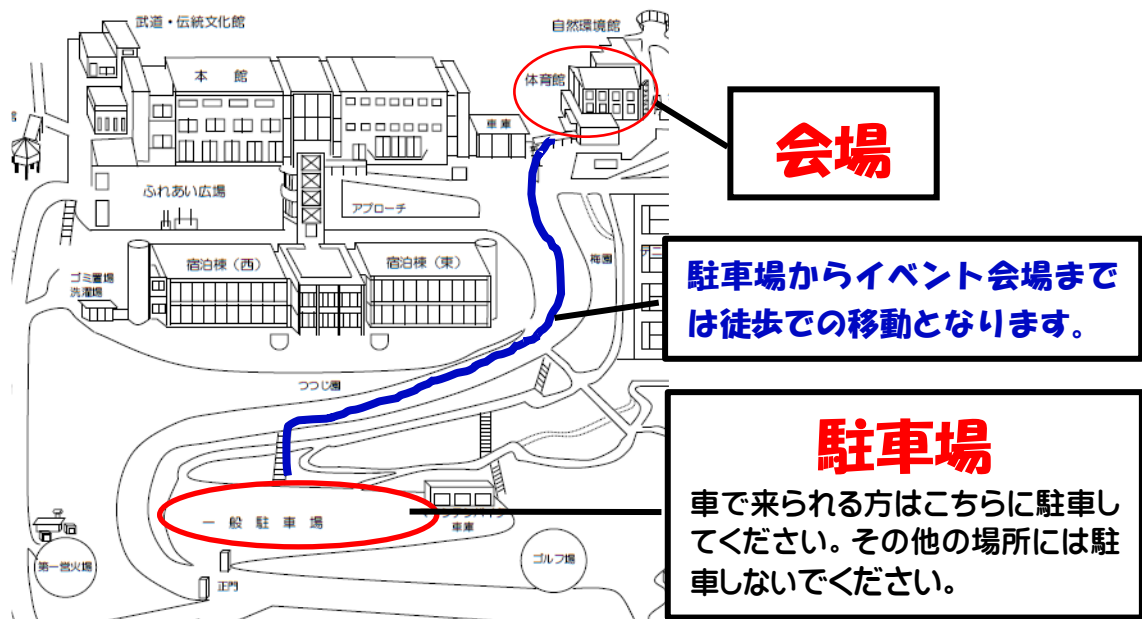 武道・伝統文化館
自然環境館
本館
体育館
車庫
会場
ふれあい広場
アプローチ
梅園
テニ
宿泊棟（西）
宿泊棟（東）
ゴミ置場
洗濯場
駐車場からイベント会場まで
は徒歩での移動となります。
つつじ園
駐車場
車で来られる方はこちらに駐車し
てください。その他の場所には駐
車しないでください。
一般駐車場
車庫
第一営火場
正門
ゴルフ場